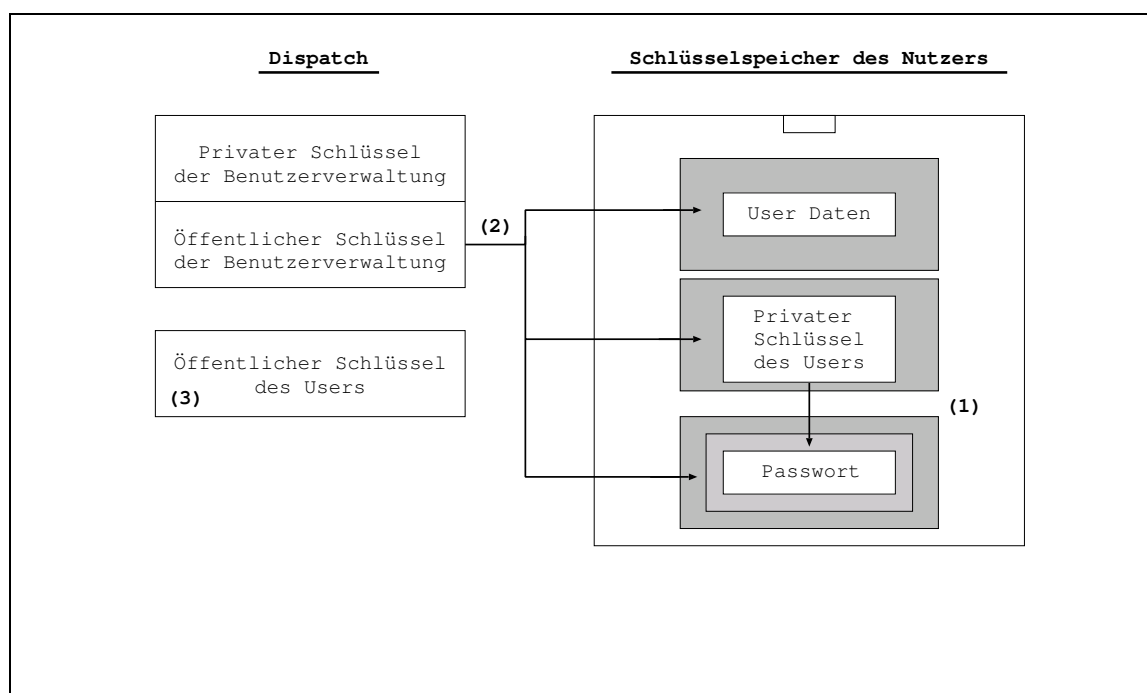 Dispatch
Schlüsselspeicher des Nutzers
Privater Schlüssel
der Benutzerverwaltung
Öffentlicher Schlüssel
der Benutzerverwaltung
(2)
Öffentlicher Schlüssel
des Users
(3)
User Daten
Privater
Schlüssel
des Users
(1)
Passwort